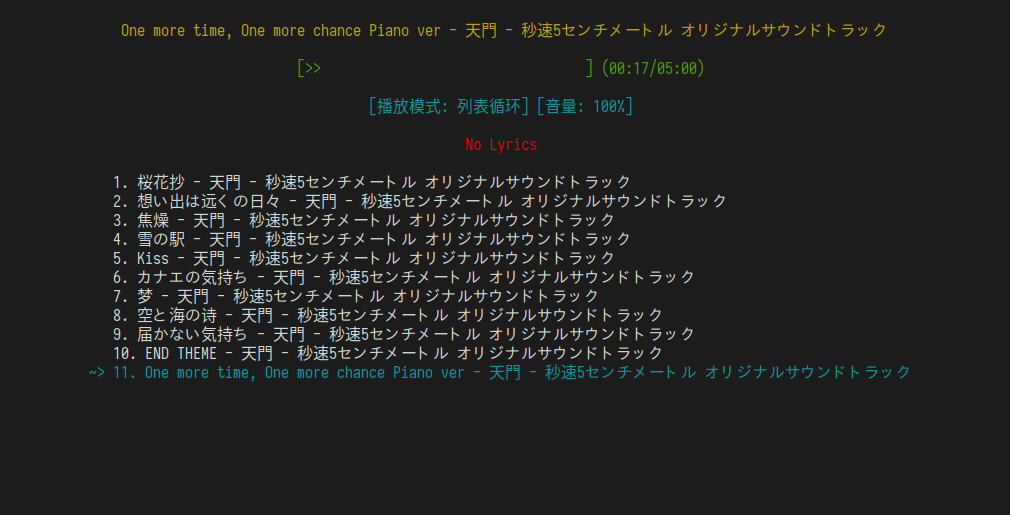 One more time, One more chance Piano ver - 天門 - 秒速5センチメートル オリジナルサウンドトラック
[>> ] (00:17/05:00)
[播放模式: 列表循环] [音量: 100%]
No Lyrics
1. 桜花抄 - 天門 - 秒速5センチメートル オリジナルサウンドトラック
2. 想い出は远くの日々 - 天門 - 秒速5センチメートル オリジナルサウンドトラック
3. 焦燥 - 天門 - 秒速5センチメートル オリジナルサウンドトラック
4. 雪の駅 - 天門 - 秒速5センチメートル オリジナルサウンドトラック
5. Kiss - 天門 - 秒速5センチメートル オリジナルサウンドトラック
6. カナエの気持ち - 天門 - 秒速5センチメートル オリジナルサウンドトラック
7. 梦 - 天門 - 秒速5センチメートル オリジナルサウンドトラック
8. 空と海の诗 - 天門 - 秒速5センチメートル オリジナルサウンドトラック
9. 届かない気持ち - 天門 - 秒速5センチメートル オリジナルサウンドトラック
10. END THEME - 天門 - 秒速5センチメートル オリジナルサウンドトラック
~> 11. One more time, One more chance Piano ver - 天門 - 秒速5センチメートル オリジナルサウンドトラック